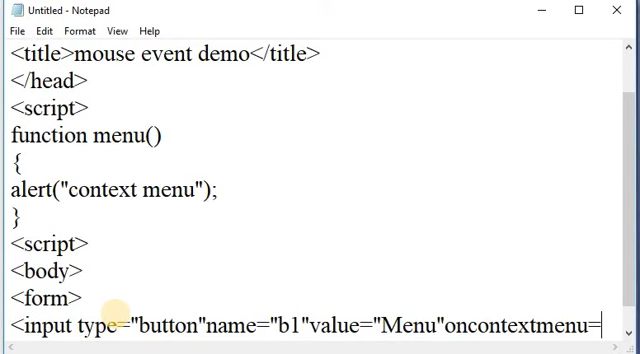 Untitled - Notepad
File Edit Format View Help
<title>mouse event demo</title>
</head>
<script>
function menu()
{
alert("context menu");
}
<script>
<body>
<form>
<input type="button"name="b1"value="Menu"oncontextmenu=